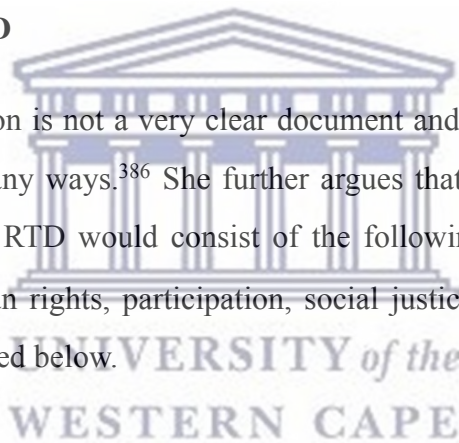 D
on is not a very clear document and
any ways.³⁸⁶ She further argues that
RTD would consist of the followin
n rights, participation, social justic
ed below.
UNIVERSITY of the
WESTERN CAPE